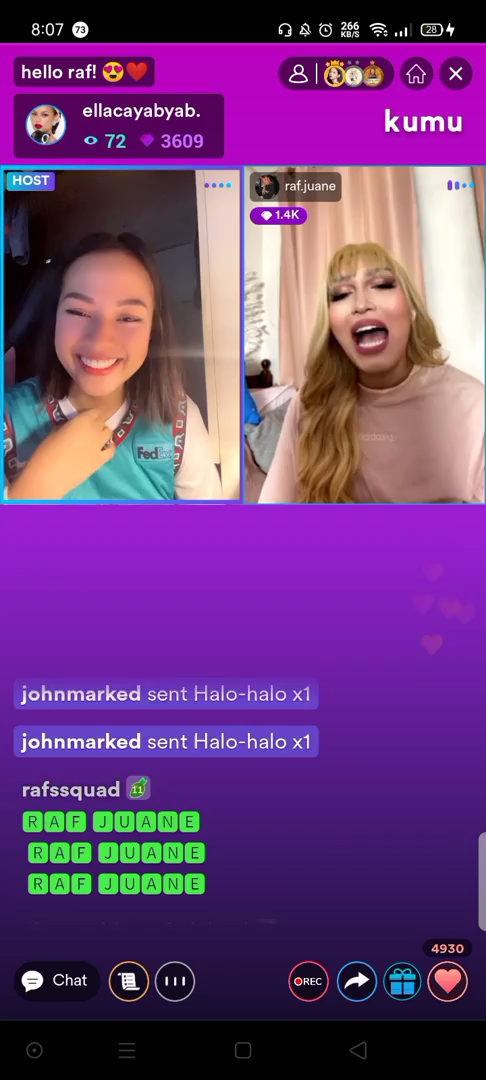 8:07 73 266 KB/S 28
hello raf! 😍❤️
ellacayabyab.
72 3609
kumu
HOST
raf.juane
1.4K
FedEx
adidas
johnmarked sent Halo-halo x1
johnmarked sent Halo-halo x1
rafssquad 11
RAF JUANE
RAF JUANE
RAF JUANE
4930
Chat
REC